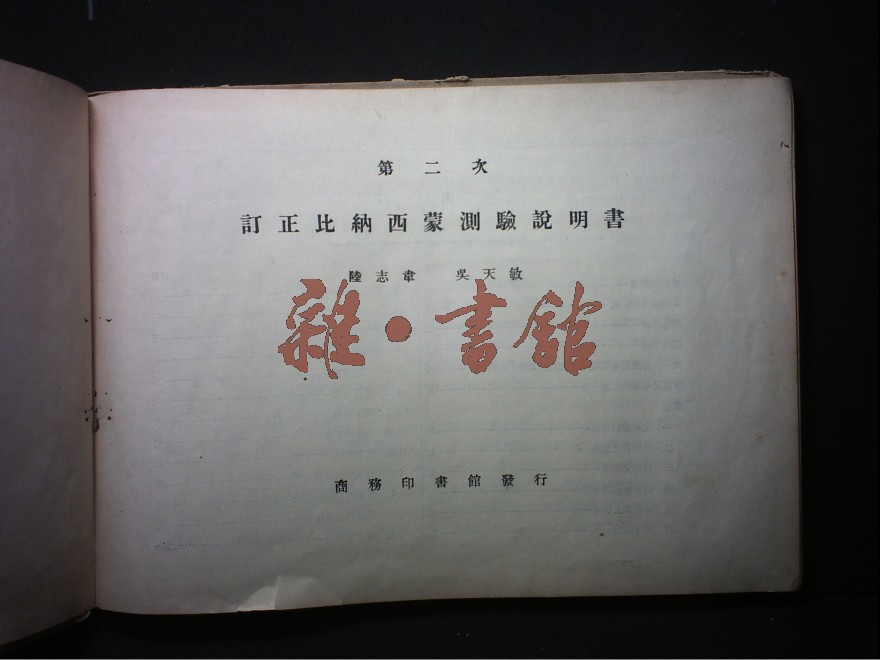 第二次
訂正比納西蒙測驗說明書
陸志韋 吳天敏
雜·書館
商務印書館發行